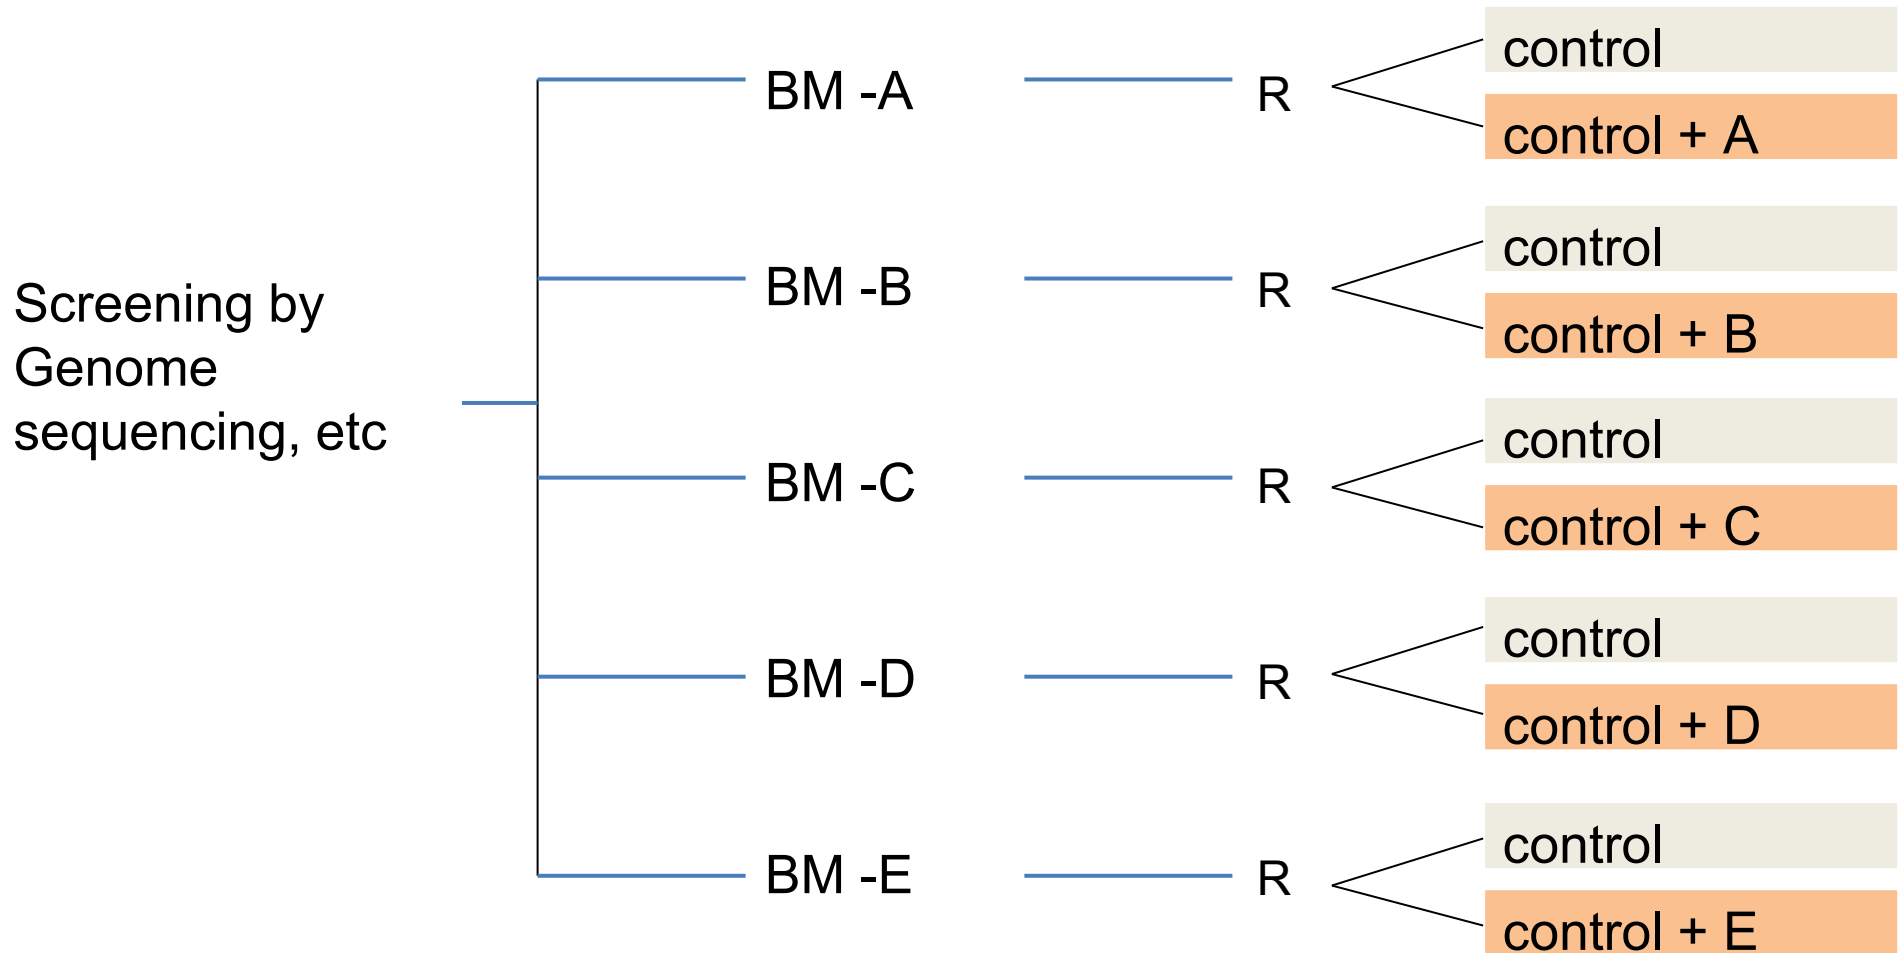 Screening by
Genome
sequencing, etc
BM -A
R
control
control + A
BM -B
R
control
control + B
BM -C
R
control
control + C
BM -D
R
control
control + D
BM -E
R
control
control + E